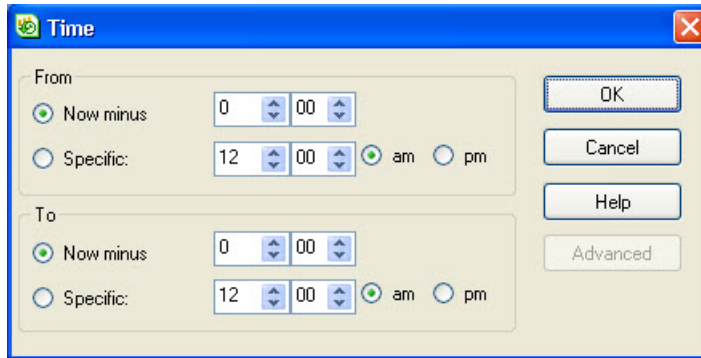 Time
From
Now minus 0 00
Specific: 12 00 am pm
To
Now minus 0 00
Specific: 12 00 am pm
OK
Cancel
Help
Advanced